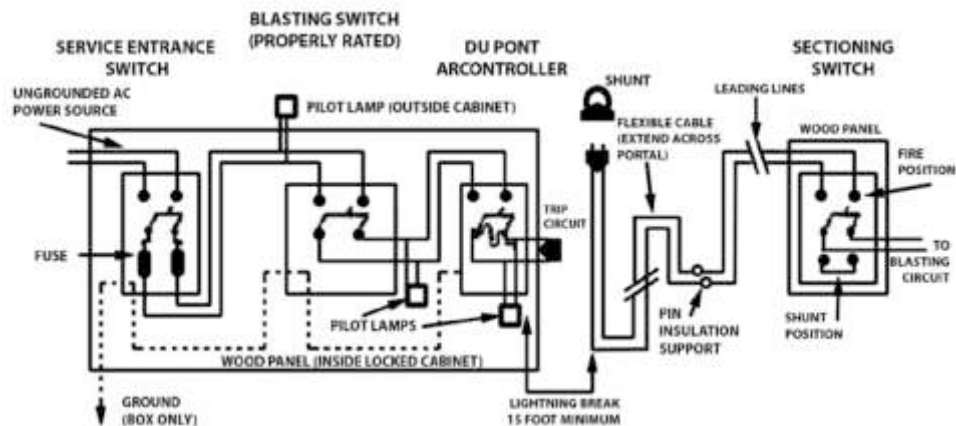 BLASTING SWITCH
(PROPERLY RATED)
SERVICE ENTRANCE
SWITCH
DU PONT
ARCONTROLLER
SECTIONING
SWITCH
UNGROUNDED AC
POWER SOURCE
PILOT LAMP (OUTSIDE CABINET)
SHUNT
LEADING LINES
FLEXIBLE CABLE
(EXTEND ACROSS
PORTAL)
WOOD PANEL
FIRE
POSITION
TRIP
CIRCUIT
FUSE
TO
BLASTING
CIRCUIT
PILOT LAMPS
PIN
INSULATION
SUPPORT
SHUNT
POSITION
WOOD PANEL (INSIDE LOCKED CABINET)
GROUND
(BOX ONLY)
LIGHTNING BREAK
15 FOOT MINIMUM